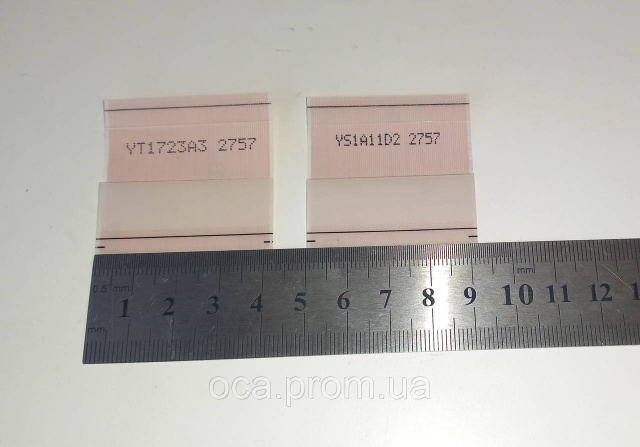 YT1723A3 2757
YS1A11D2 2757
0.5 mm
mm
1 2 3 4 5 6 7 8 9 10 11 12
mm
oca.prom.ua